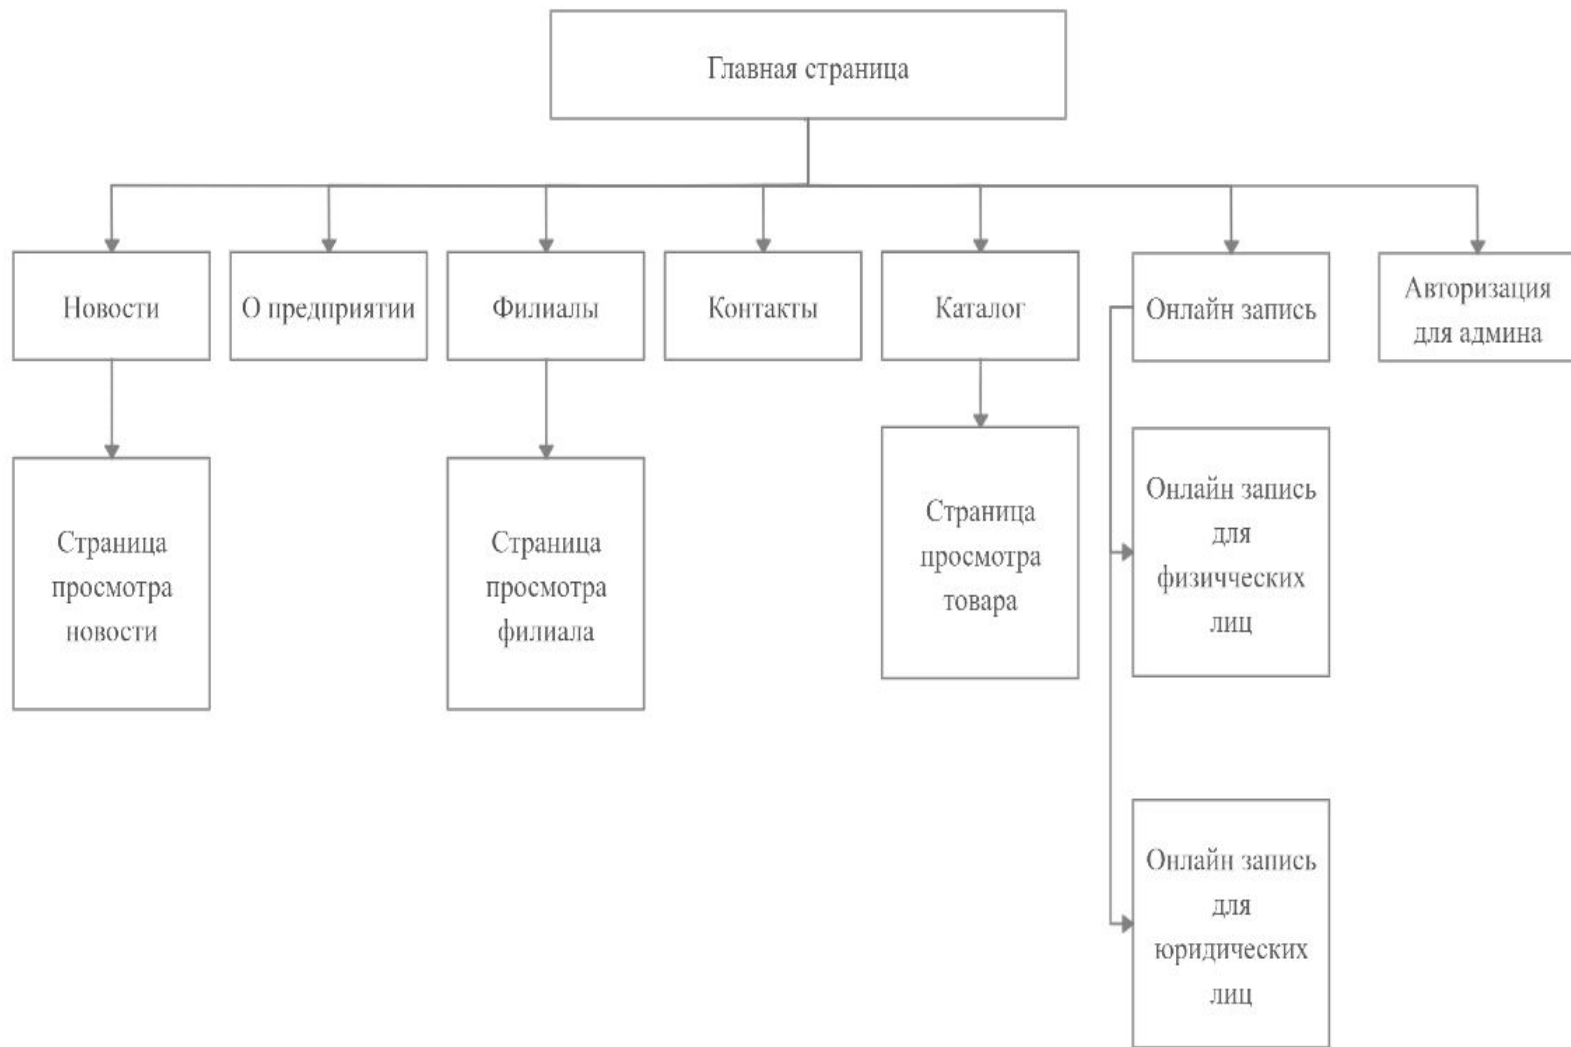 Главная страница
Новости
О предприятии
Филиалы
Контакты
Каталог
Онлайн запись
Авторизация
для админа
Страница
просмотра
новости
Страница
просмотра
филиала
Страница
просмотра
товара
Онлайн запись
для
физичческих
лиц
Онлайн запись
для
юридических
лиц